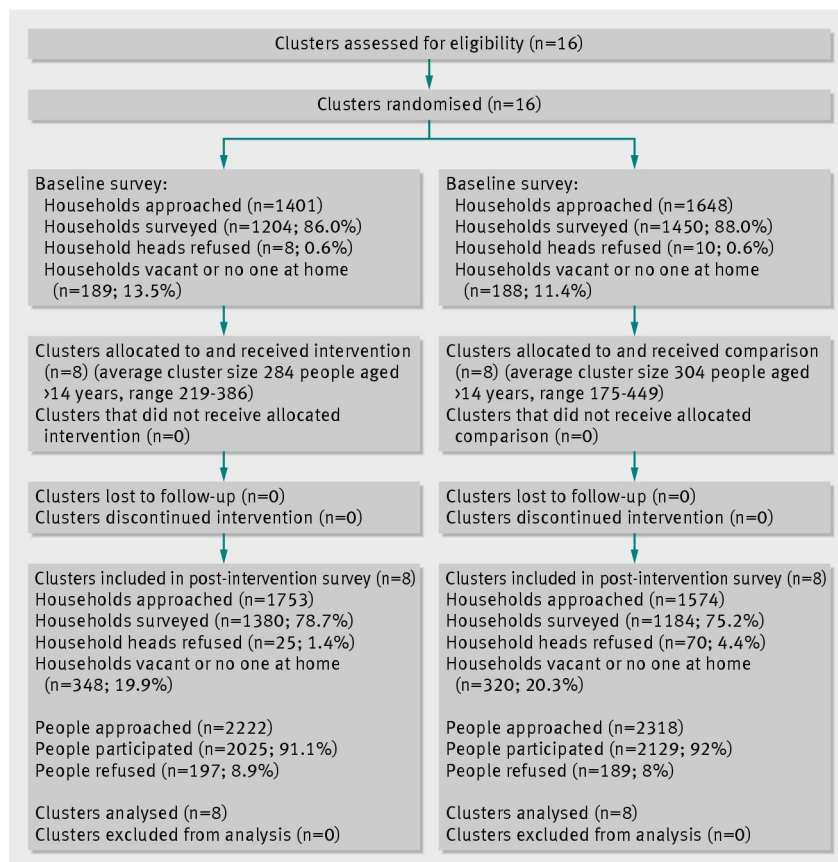 Clusters assessed for eligibility (n=16)
Clusters randomised (n=16)
Baseline survey:
Households approached (n=1401)
Households surveyed (n=1204; 86.0%)
Household heads refused (n=8; 0.6%)
Households vacant or no one at home
(n=189; 13.5%)
Baseline survey:
Households approached (n=1648)
Households surveyed (n=1450; 88.0%)
Household heads refused (n=10; 0.6%)
Households vacant or no one at home
(n=188; 11.4%)
Clusters allocated to and received intervention
(n=8) (average cluster size 284 people aged
>14 years, range 219-386)
Clusters that did not receive allocated
intervention (n=0)
Clusters allocated to and received comparison
(n=8) (average cluster size 304 people aged
>14 years, range 175-449)
Clusters that did not receive allocated
comparison (n=0)
Clusters lost to follow-up (n=0)
Clusters discontinued intervention (n=0)
Clusters lost to follow-up (n=0)
Clusters discontinued intervention (n=0)
Clusters included in post-intervention survey (n=8)
Households approached (n=1753)
Households surveyed (n=1380; 78.7%)
Household heads refused (n=25; 1.4%)
Households vacant or no one at home
(n=348; 19.9%)
People approached (n=2222)
People participated (n=2025; 91.1%)
People refused (n=197; 8.9%)
Clusters analysed (n=8)
Clusters excluded from analysis (n=0)
Clusters included in post-intervention survey (n=8)
Households approached (n=1574)
Households surveyed (n=1184; 75.2%)
Household heads refused (n=70; 4.4%)
Households vacant or no one at home
(n=320; 20.3%)
People approached (n=2318)
People participated (n=2129; 92%)
People refused (n=189; 8%)
Clusters analysed (n=8)
Clusters excluded from analysis (n=0)